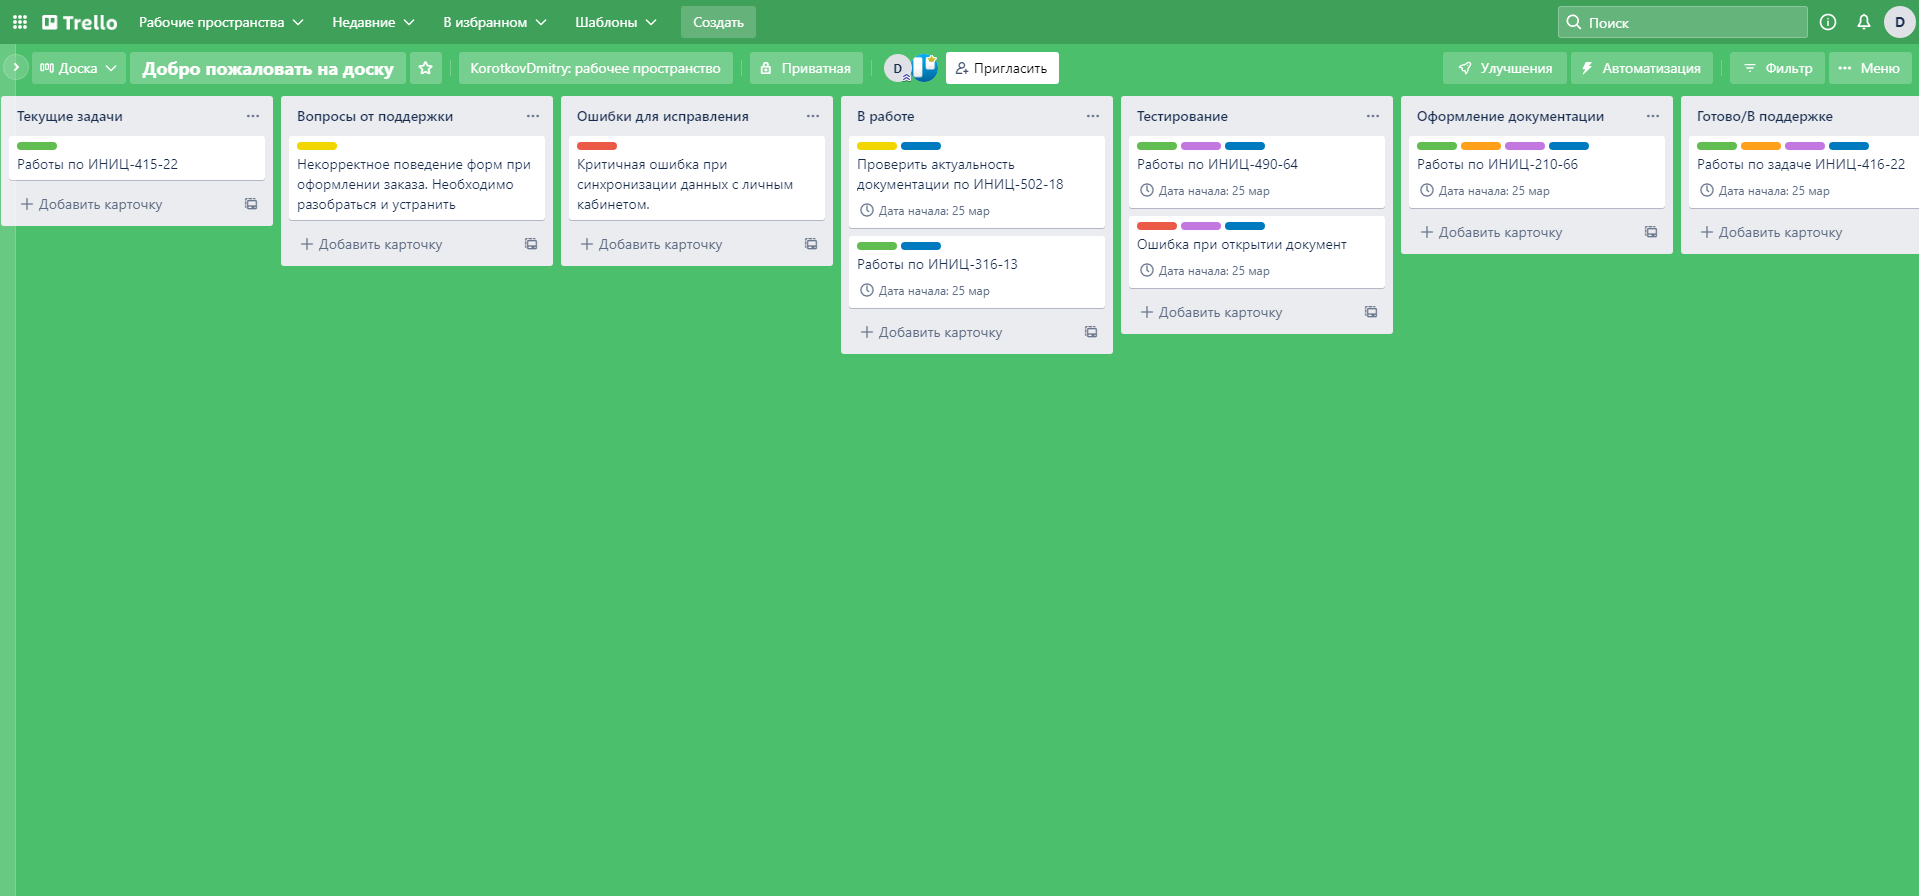 Trello
Рабочие пространства
Недавние
В избранном
Шаблоны
Создать
Поиск
D
Доска
Добро пожаловать на доску
KorotkovDmitry: рабочее пространство
Приватная
D
Пригласить
Улучшения
Автоматизация
Фильтр
Меню
Текущие задачи
Работы по ИНИЦ-415-22
Добавить карточку
Вопросы от поддержки
Некорректное поведение форм при
оформлении заказа. Необходимо
разобраться и устранить
Добавить карточку
Ошибки для исправления
Критичная ошибка при
синхронизации данных с личным
кабинетом.
Добавить карточку
В работе
Проверить актуальность
документации по ИНИЦ-502-18
Дата начала: 25 мар
Работы по ИНИЦ-316-13
Дата начала: 25 мар
Добавить карточку
Тестирование
Работы по ИНИЦ-490-64
Дата начала: 25 мар
Ошибка при открытии документ
Дата начала: 25 мар
Добавить карточку
Оформление документации
Работы по ИНИЦ-210-66
Дата начала: 25 мар
Добавить карточку
Готово/В поддержке
Работы по задаче ИНИЦ-416-22
Дата начала: 25 мар
Добавить карточку